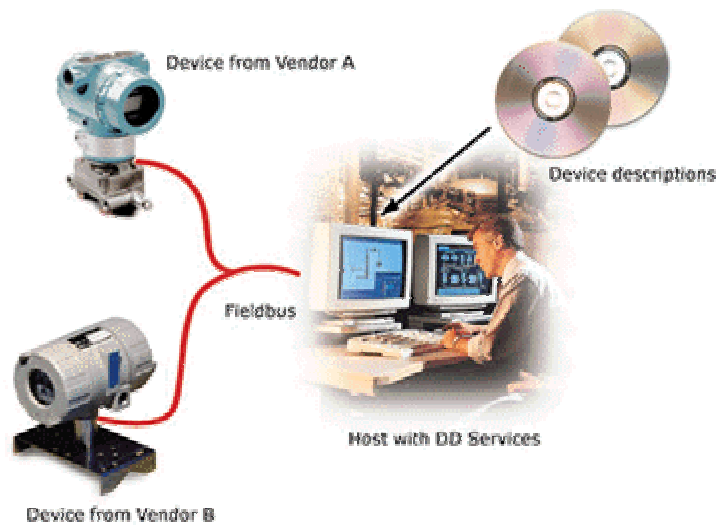 Device from Vendor A
Device descriptions
Fieldbus
Host with DD Services
Device from Vendor B